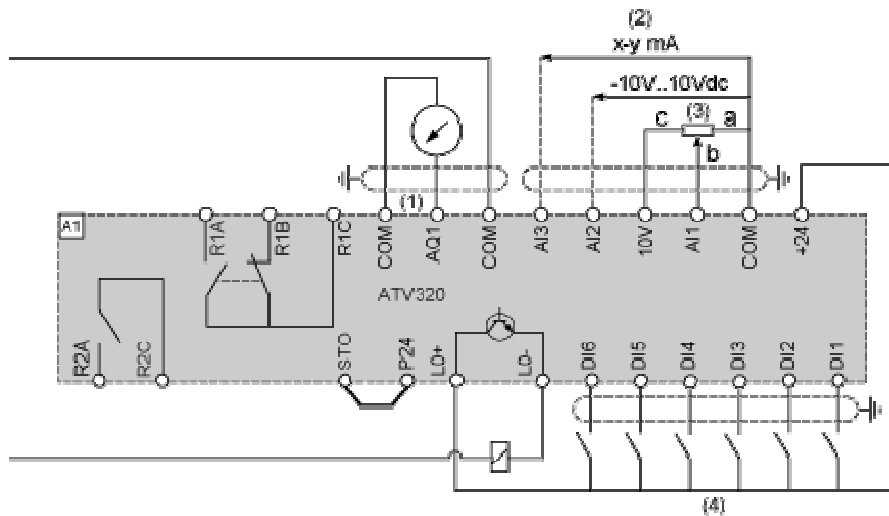 (2)
x-y mA
-10V..10Vdc
c (3) a
b
(1)
A1
R1A R1B R1C COM AQ1 COM AI3 AI2 10V AI1 COM +24
ATV320
R2A R2C STO P24 LO+ LO- DI6 DI5 DI4 DI3 DI2 DI1
(4)